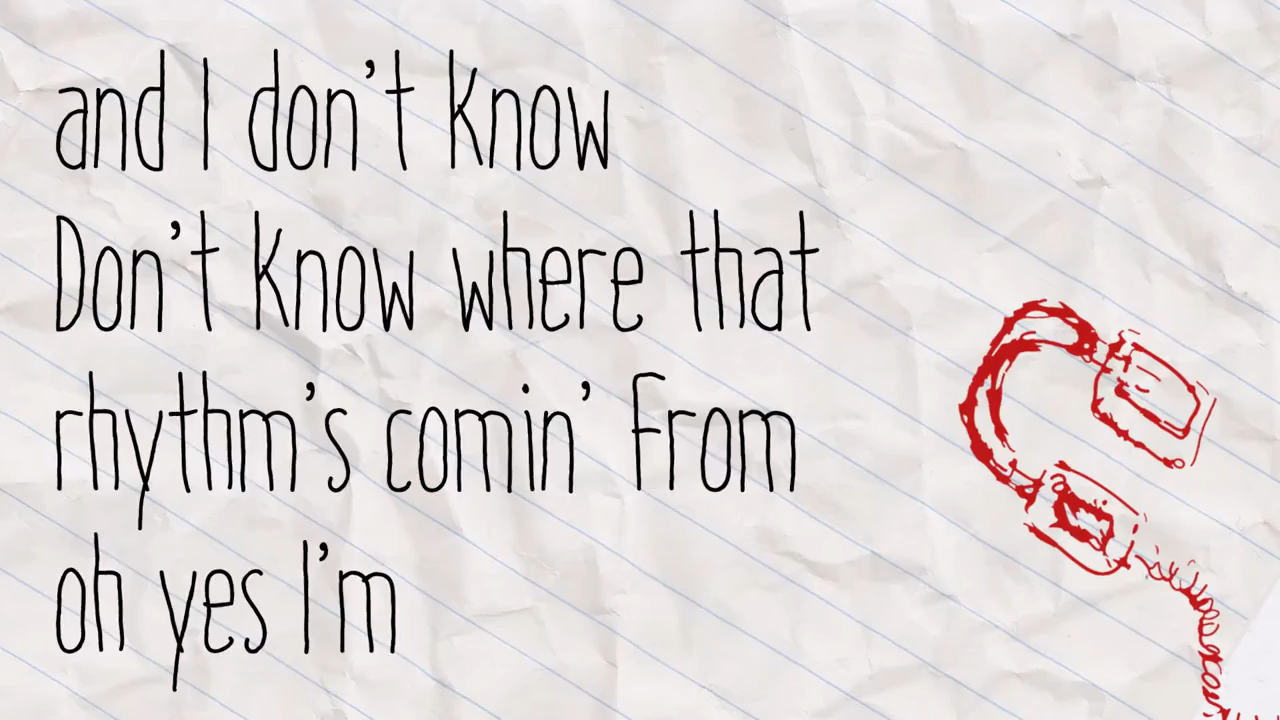 and I don't know
Don't know where that
rhythm's comin' from
oh yes I'm